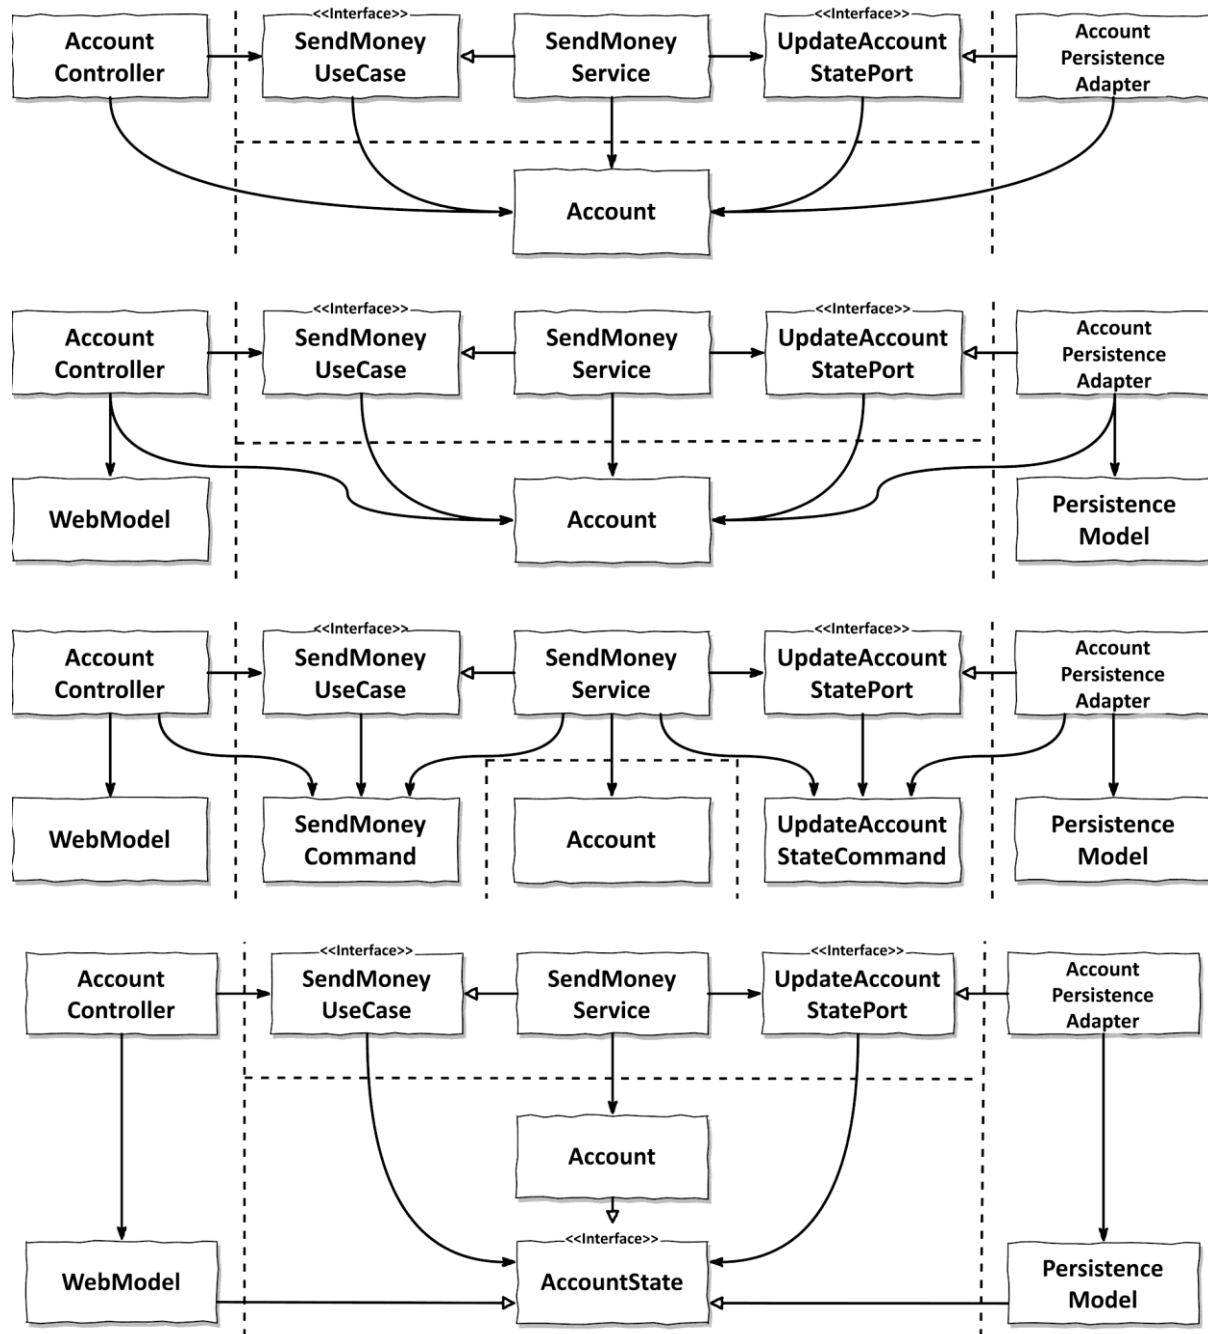 Account
Controller
<<Interface>>
SendMoney
UseCase
SendMoney
Service
<<Interface>>
UpdateAccount
StatePort
Account
Persistence
Adapter
Account
Account
Controller
<<Interface>>
SendMoney
UseCase
SendMoney
Service
<<Interface>>
UpdateAccount
StatePort
Account
Persistence
Adapter
WebModel
Account
Persistence
Model
Account
Controller
<<Interface>>
SendMoney
UseCase
SendMoney
Service
<<Interface>>
UpdateAccount
StatePort
Account
Persistence
Adapter
WebModel
SendMoney
Command
Account
UpdateAccount
StateCommand
Persistence
Model
Account
Controller
<<Interface>>
SendMoney
UseCase
SendMoney
Service
<<Interface>>
UpdateAccount
StatePort
Account
Persistence
Adapter
Account
WebModel
<<Interface>>
AccountState
Persistence
Model